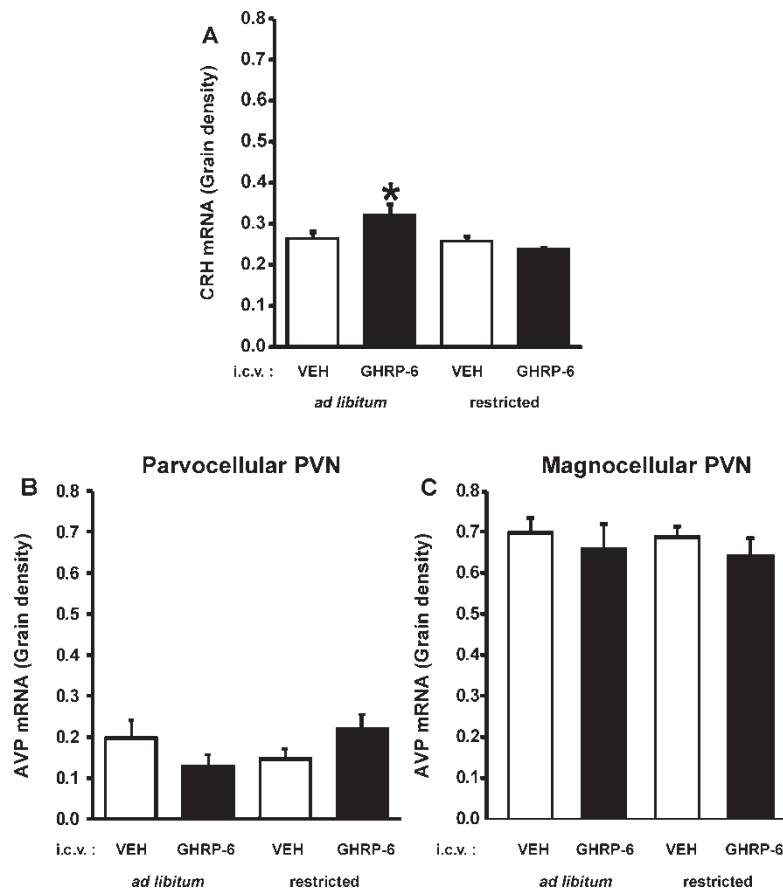 A
CRH mRNA (Grain density)
0.8
0.7
0.6
0.5
0.4
0.3
0.2
0.1
0.0
*
i.c.v. : VEH GHRP-6 VEH GHRP-6
ad libitum restricted
B Parvocellular PVN
AVP mRNA (Grain density)
0.8
0.7
0.6
0.5
0.4
0.3
0.2
0.1
0.0
i.c.v. : VEH GHRP-6 VEH GHRP-6
ad libitum restricted
C Magnocellular PVN
AVP mRNA (Grain density)
0.8
0.7
0.6
0.5
0.4
0.3
0.2
0.1
0.0
i.c.v. : VEH GHRP-6 VEH GHRP-6
ad libitum restricted